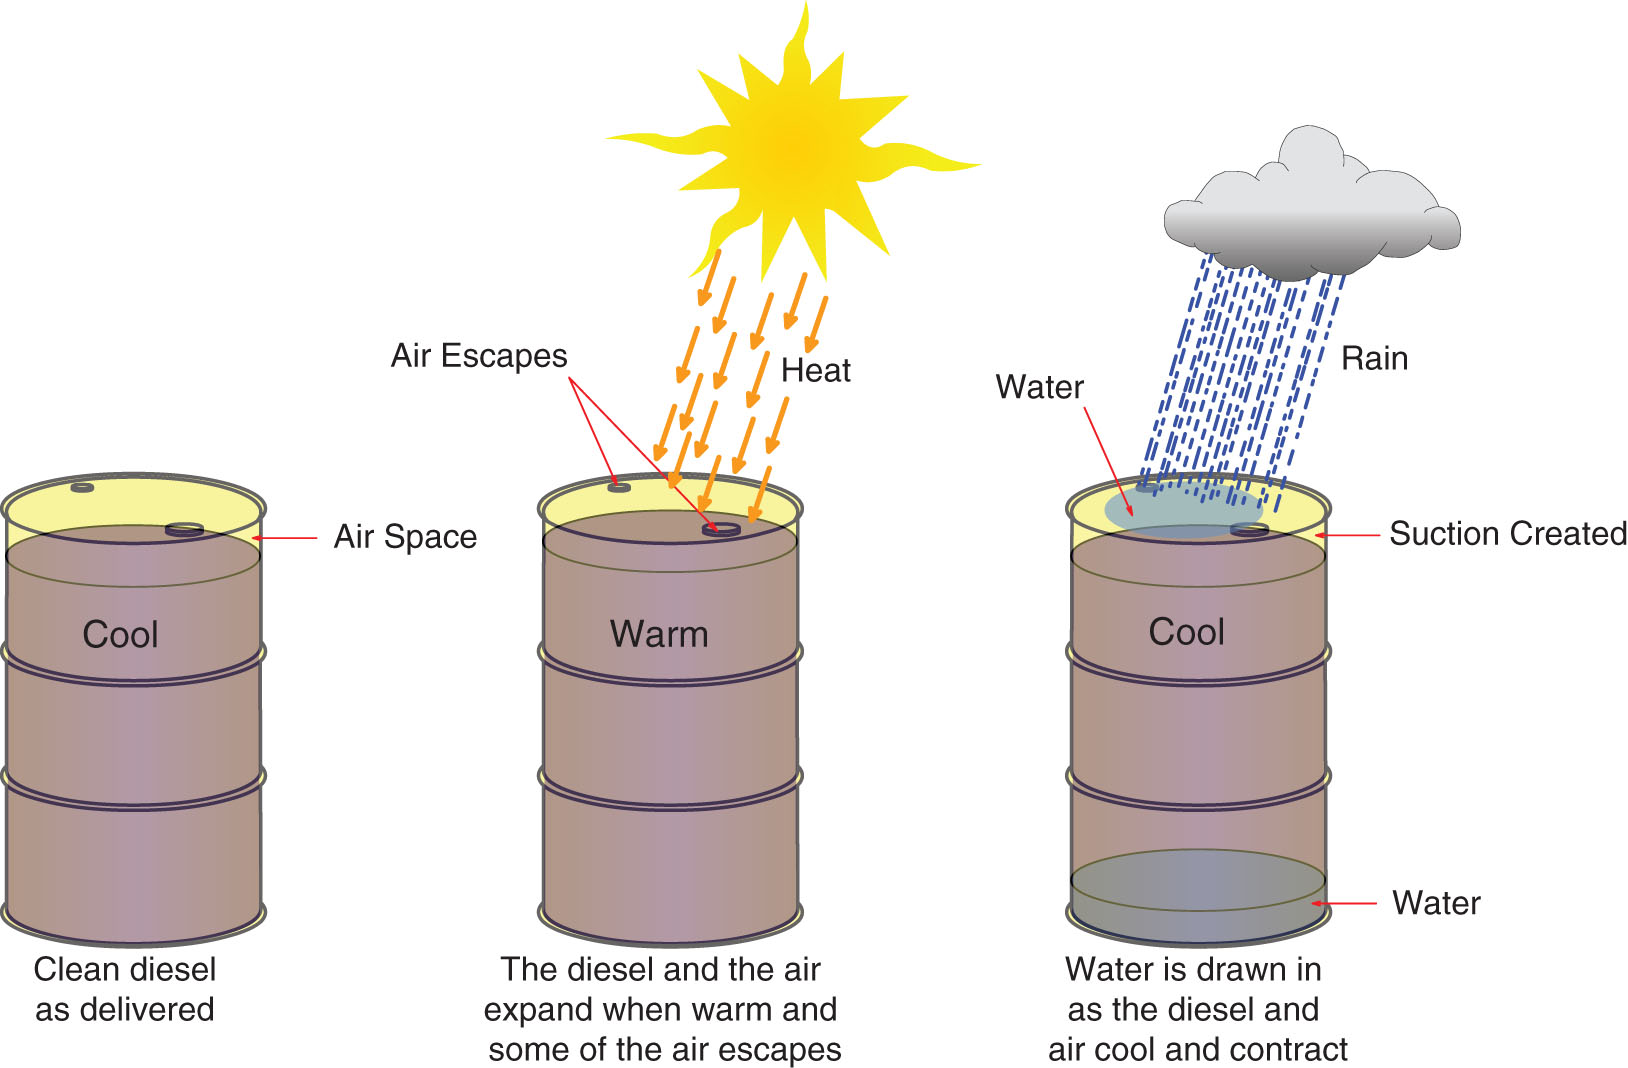 Air Escapes
Heat
Rain
Water
Air Space
Suction Created
Cool
Warm
Cool
Water
Clean diesel
as delivered
The diesel and the air
expand when warm and
some of the air escapes
Water is drawn in
as the diesel and
air cool and contract